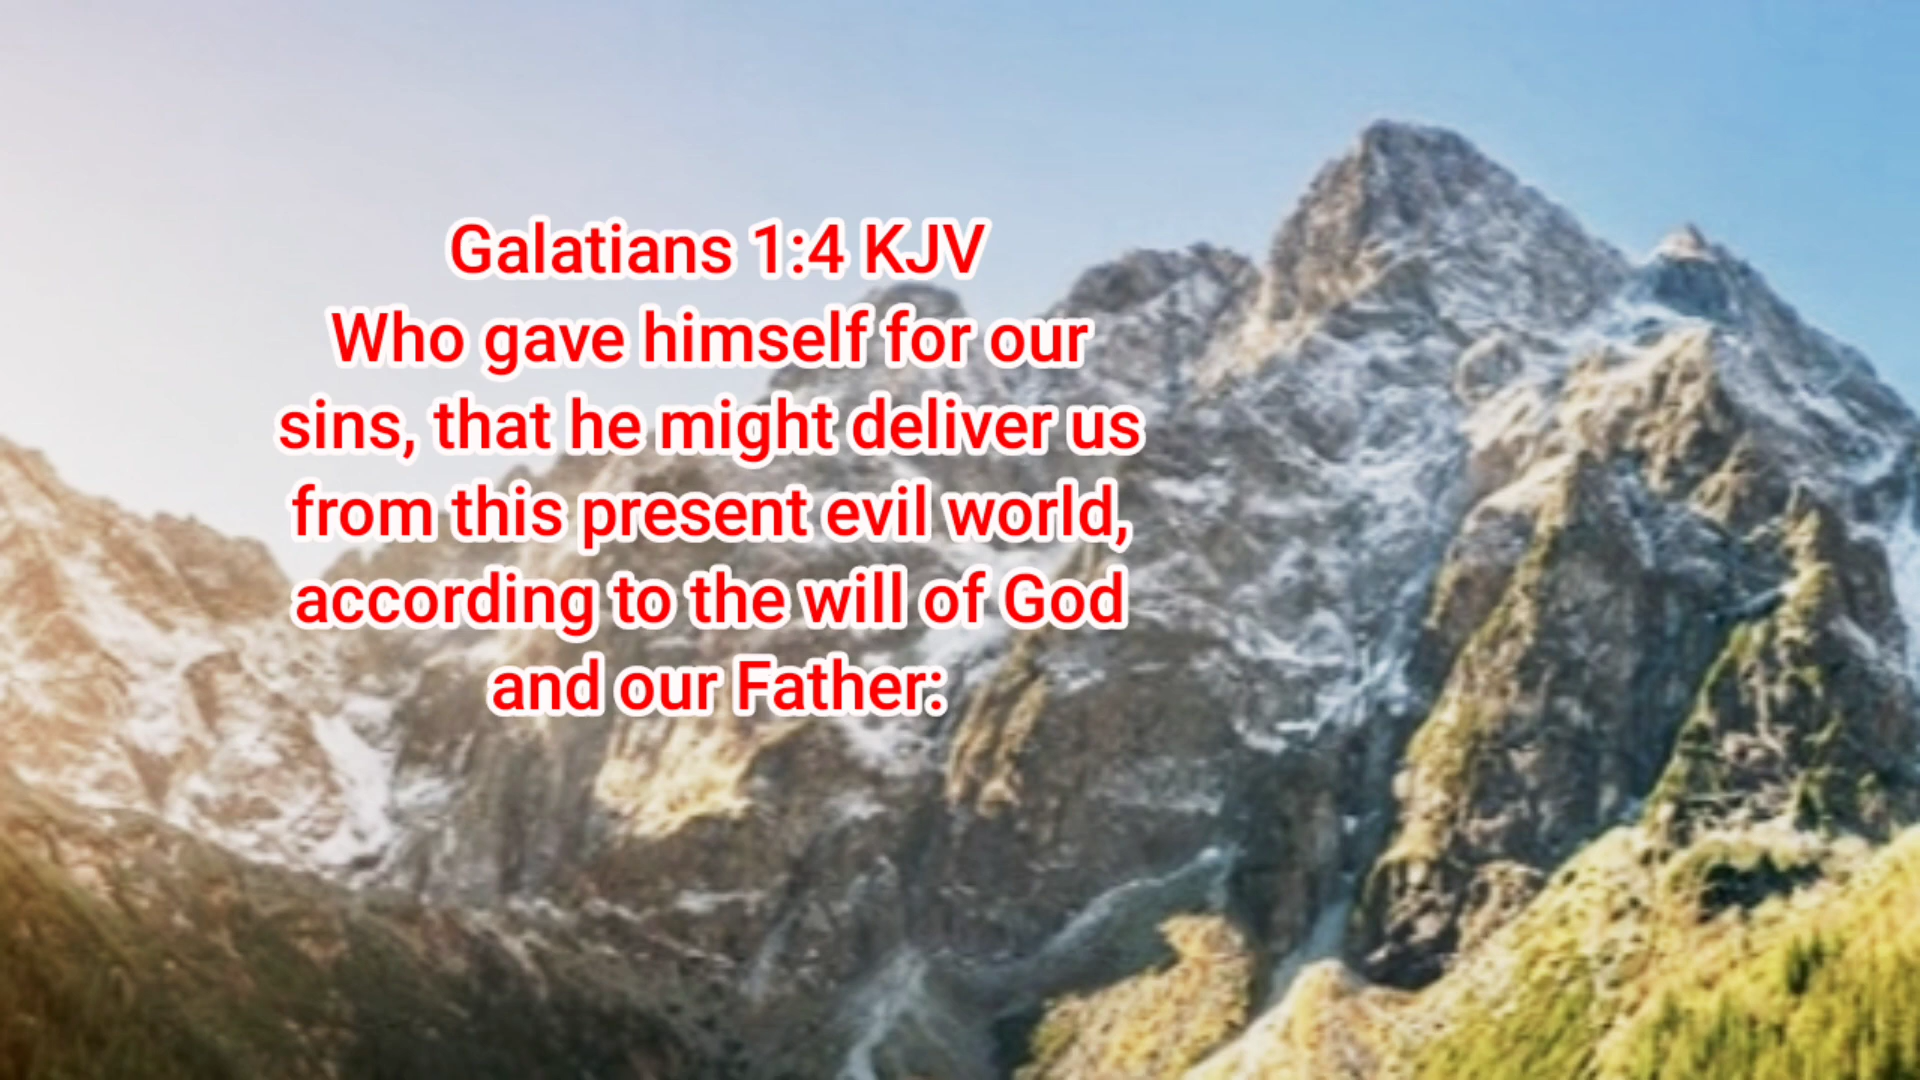 Galatians 1:4 KJV
Who gave himself for our
sins, that he might deliver us
from this present evil world,
according to the will of God
and our Father: